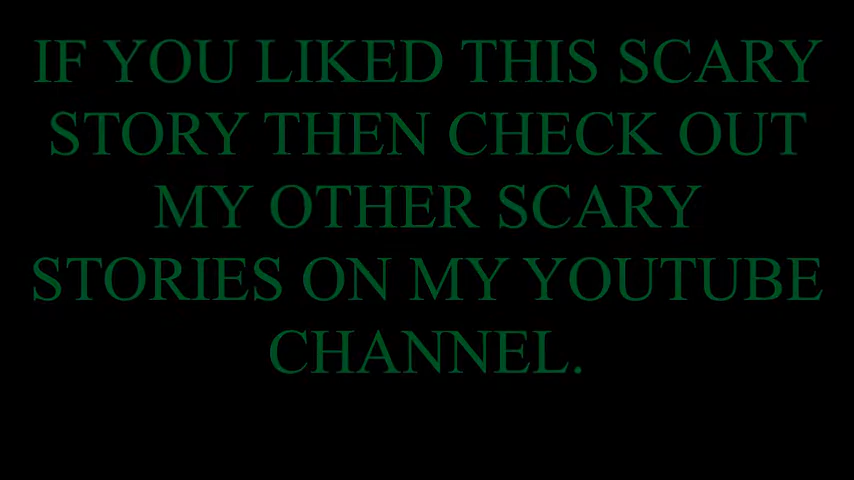 IF YOU LIKED THIS SCARY
STORY THEN CHECK OUT
MY OTHER SCARY
STORIES ON MY YOUTUBE
CHANNEL.